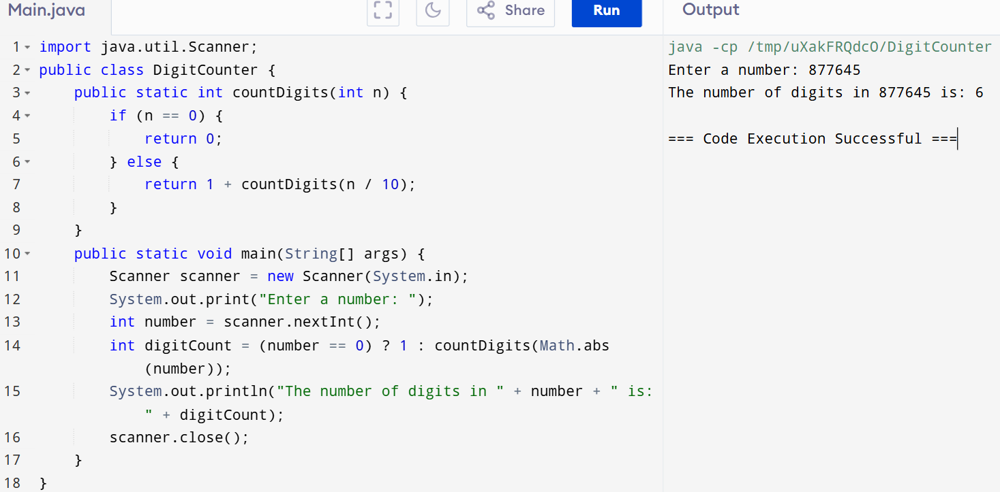 Main.java
Share
Run
Output
1 import java.util.Scanner;
2 public class DigitCounter {
3     public static int countDigits(int n) {
4         if (n == 0) {
5             return 0;
6         } else {
7             return 1 + countDigits(n / 10);
8         }
9     }
10     public static void main(String[] args) {
11         Scanner scanner = new Scanner(System.in);
12         System.out.print("Enter a number: ");
13         int number = scanner.nextInt();
14         int digitCount = (number == 0) ? 1 : countDigits(Math.abs
            (number));
15         System.out.println("The number of digits in " + number + " is:
            " + digitCount);
16         scanner.close();
17     }
18 }
java -cp /tmp/uXakFRQdcO/DigitCounter
Enter a number: 877645
The number of digits in 877645 is: 6
=== Code Execution Successful ===